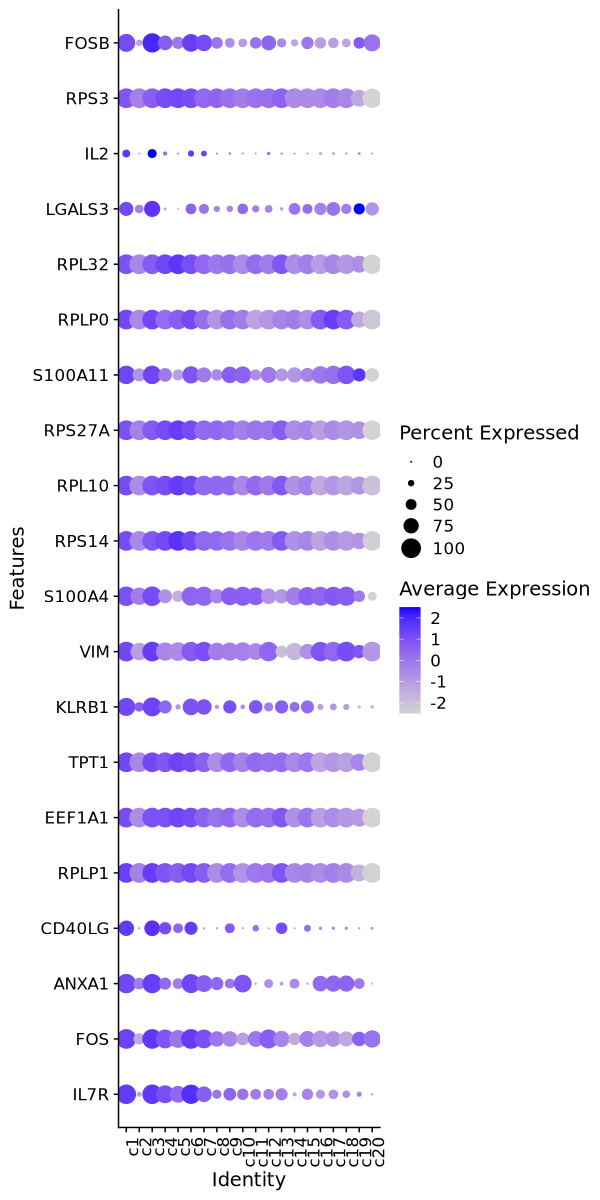 FOSB
RPS3
IL2
LGALS3
RPL32
RPLP0
S100A11
RPS27A
RPL10
RPS14
S100A4
VIM
KLRB1
TPT1
EEF1A1
RPLP1
CD40LG
ANXA1
FOS
IL7R
Features
c1 c2 c3 c4 c5 c6 c7 c8 c9 c10 c11 c12 c13 c14 c15 c16 c17 c18 c19 c20
Identity
Percent Expressed
0
25
50
75
100
Average Expression
2
1
0
-1
-2